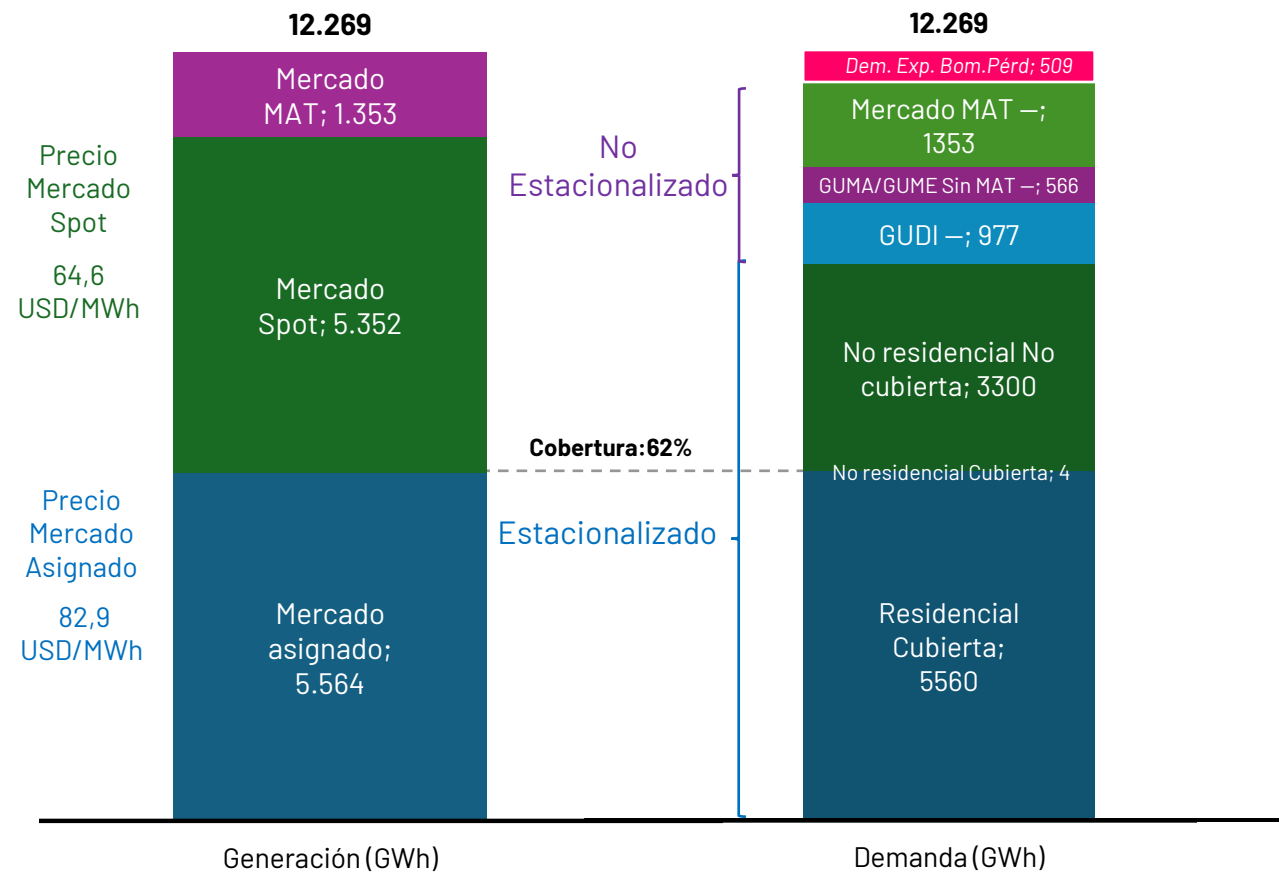 12.269
Mercado
MAT; 1.353
Mercado
Spot; 5.352
Mercado
asignado;
5.564
Generación (GWh)
Precio
Mercado
Spot
64,6
USD/MWh
Precio
Mercado
Asignado
82,9
USD/MWh
No
Estacionalizado
Cobertura:62%
Estacionalizado
12.269
Dem. Exp. Bom.Pérd; 509
Mercado MAT –;
1353
GUMA/GUME Sin MAT –; 566
GUDI –; 977
No residencial No
cubierta; 3300
No residencial Cubierta; 4
Residencial
Cubierta;
5560
Demanda (GWh)